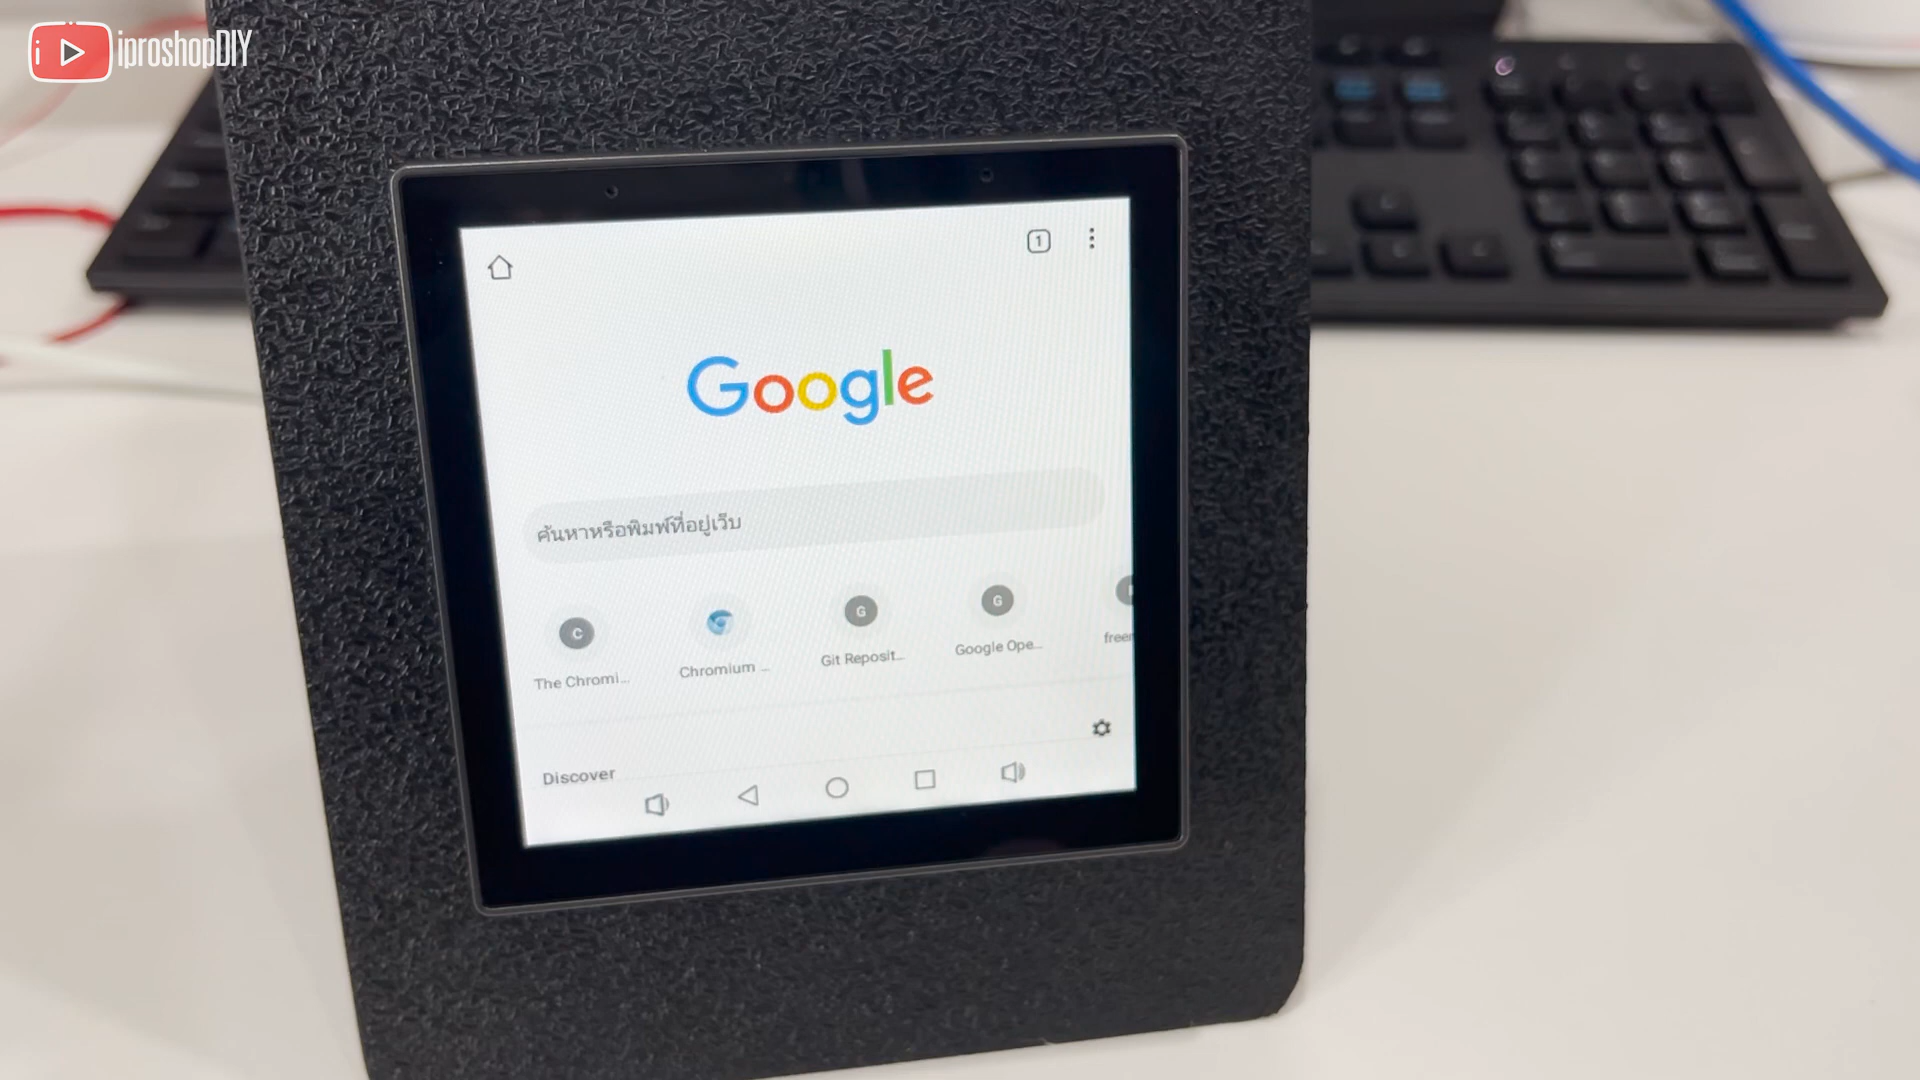 iproshopDIY
1
Google
ค้นหาหรือพิมพ์ที่อยู่เว็บ
C
G
G
The Chromi...
Chromium ...
Git Reposit...
Google Ope...
Discover